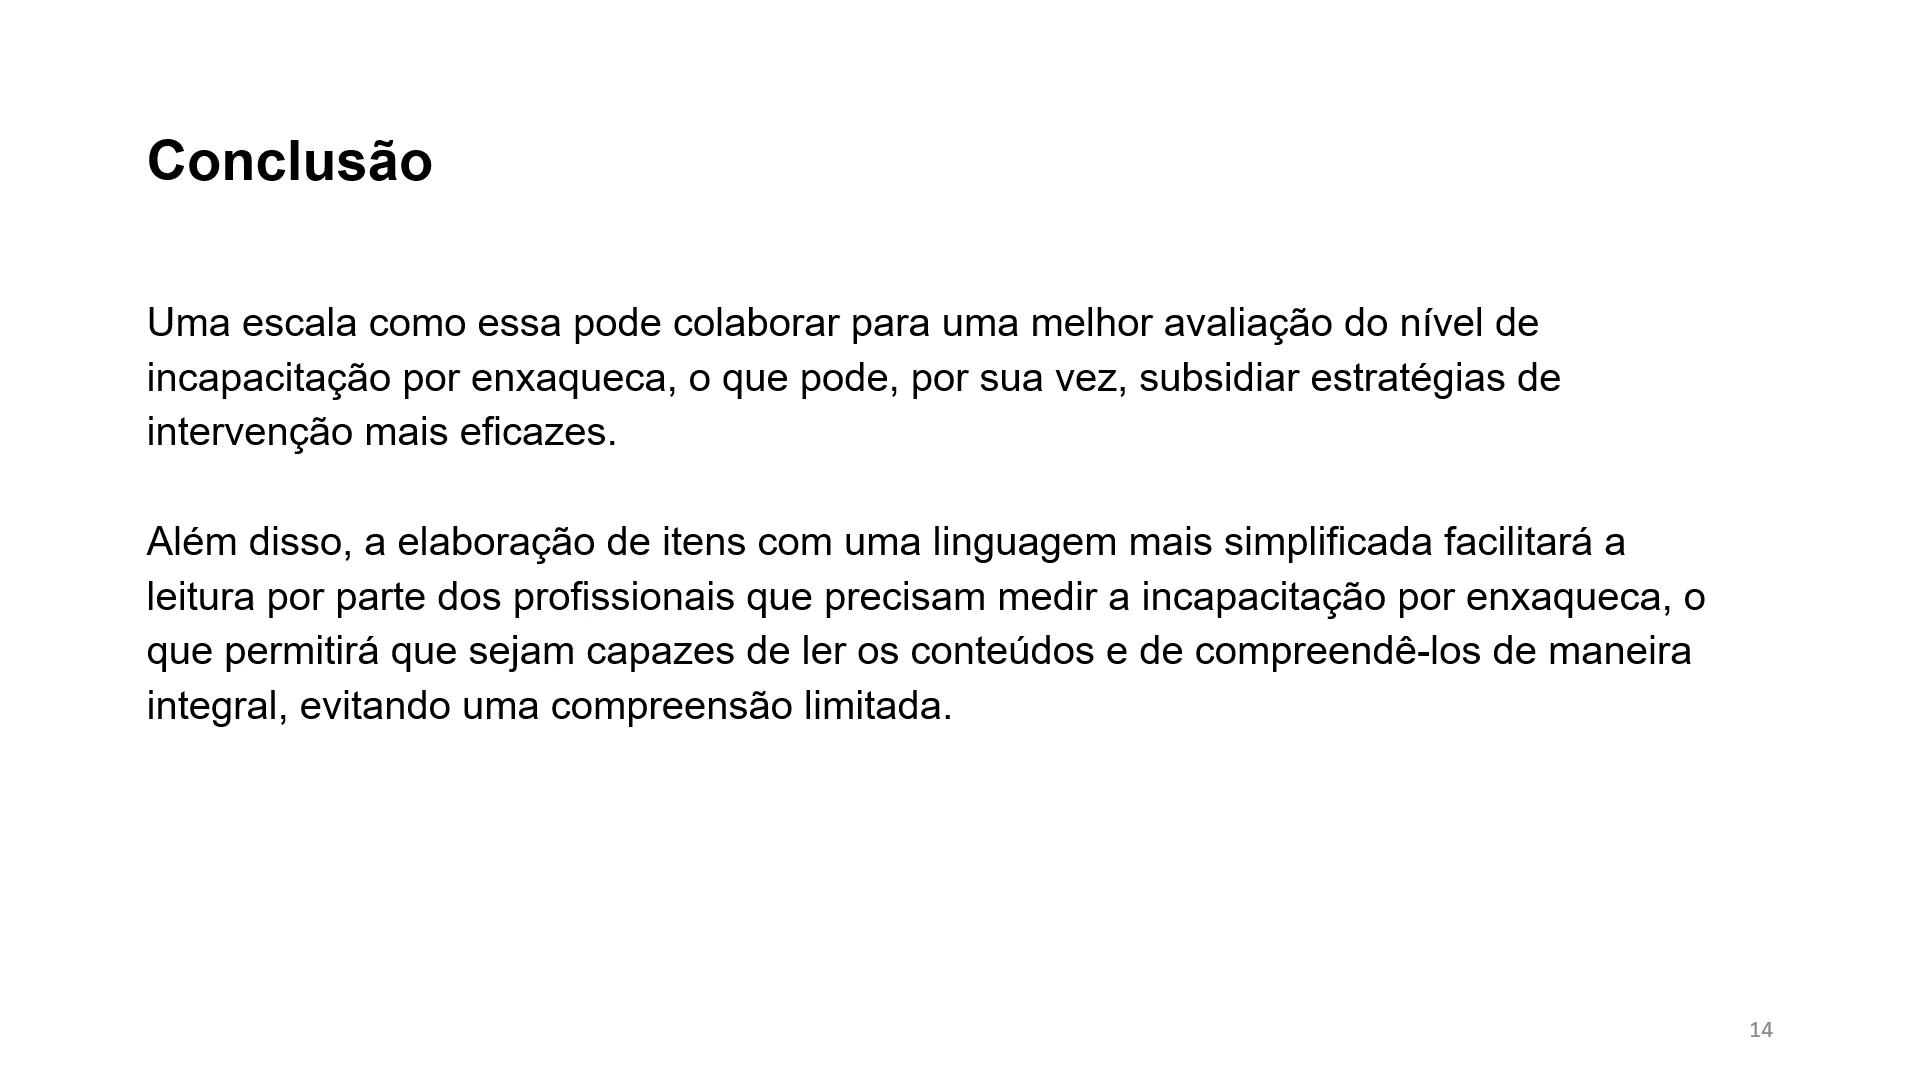 Conclusão
Uma escala como essa pode colaborar para uma melhor avaliação do nível de
incapacitação por enxaqueca, o que pode, por sua vez, subsidiar estratégias de
intervenção mais eficazes.
Além disso, a elaboração de itens com uma linguagem mais simplificada facilitará a
leitura por parte dos profissionais que precisam medir a incapacitação por enxaqueca, o
que permitirá que sejam capazes de ler os conteúdos e de compreendê-los de maneira
integral, evitando uma compreensão limitada.
14